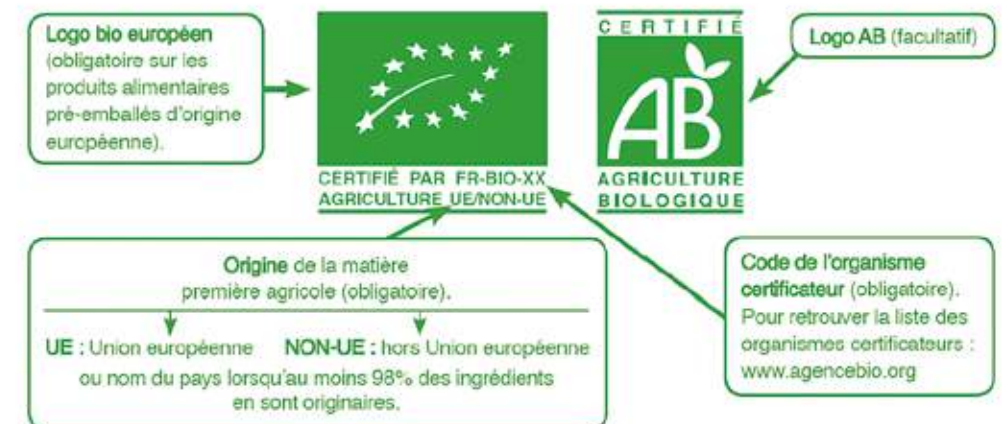 Logo bio européen
(obligatoire sur les
produits alimentaires
pré-emballés d'origine
européenne).
CERTIFIÉ PAR FR-BIO-XX
AGRICULTURE UE/NON-UE
CERTIFIÉ
AB
AGRICULTURE
BIOLOGIQUE
Logo AB (facultatif)
Origine de la matière
première agricole (obligatoire).
UE : Union européenne
NON-UE : hors Union européenne
ou nom du pays lorsqu'au moins 98% des ingrédients
en sont originaires.
Code de l'organisme
certificateur (obligatoire).
Pour retrouver la liste des
organismes certificateurs :
www.agencebio.org